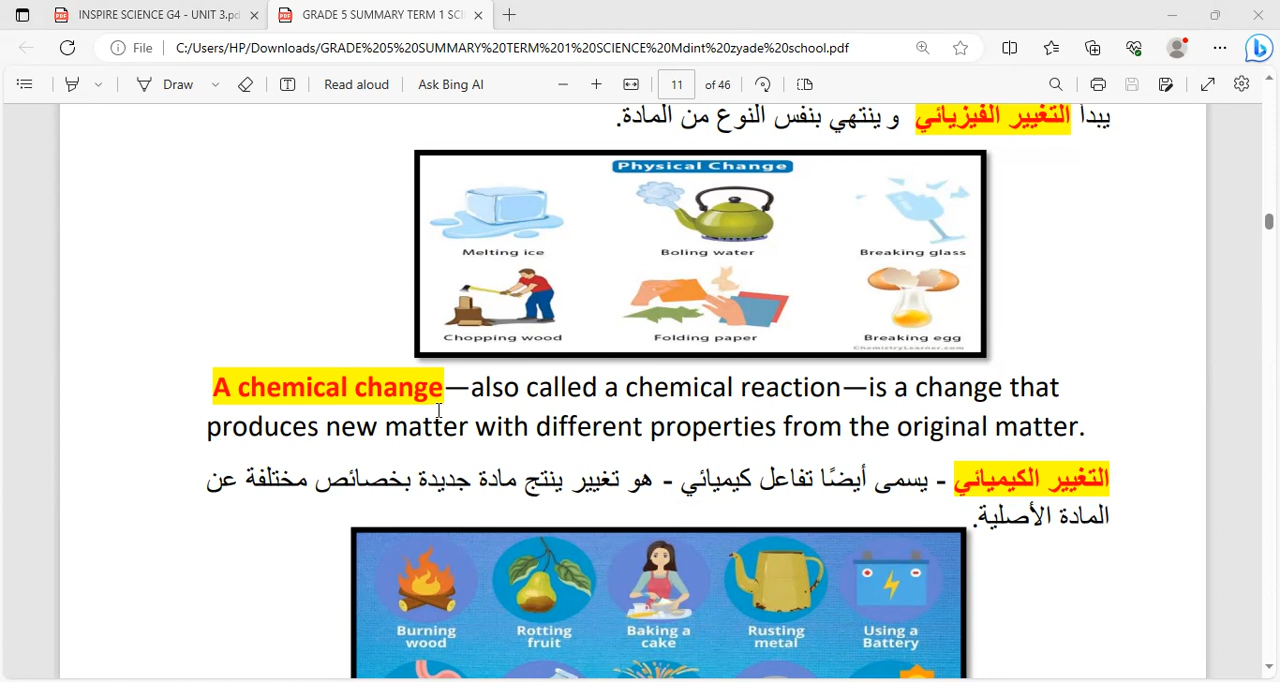 INSPIRE SCIENCE G4 - UNIT 3.pd
GRADE 5 SUMMARY TERM 1 SCI
File
C:/Users/HP/Downloads/GRADE%205%20SUMMARY%20TERM%201%20SCIENCE%20Mdint%20zyade%20school.pdf
Draw
Read aloud
Ask Bing AI
11 of 46
يبدأ التغيير الفيزيائي و ينتهي بنفس النوع من المادة.
Physical Change
Melting ice
Boling water
Breaking glass
Chopping wood
Folding paper
Breaking egg
ChemistryLearner.com
A chemical change—also called a chemical reaction—is a change that
produces new matter with different properties from the original matter.
التغيير الكيميائي - يسمى أيضًا تفاعل كيميائي - هو تغيير ينتج مادة جديدة بخصائص مختلفة عن
المادة الأصلية.
Burning wood
Rotting fruit
Baking a cake
Rusting metal
Using a Battery